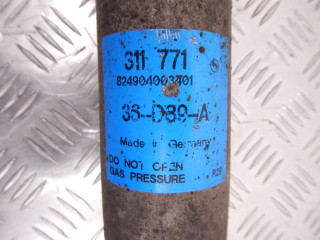 311 771
824904003401
36-D89-A
Made in Germany
DO NOT OPEN
GAS PRESSURE